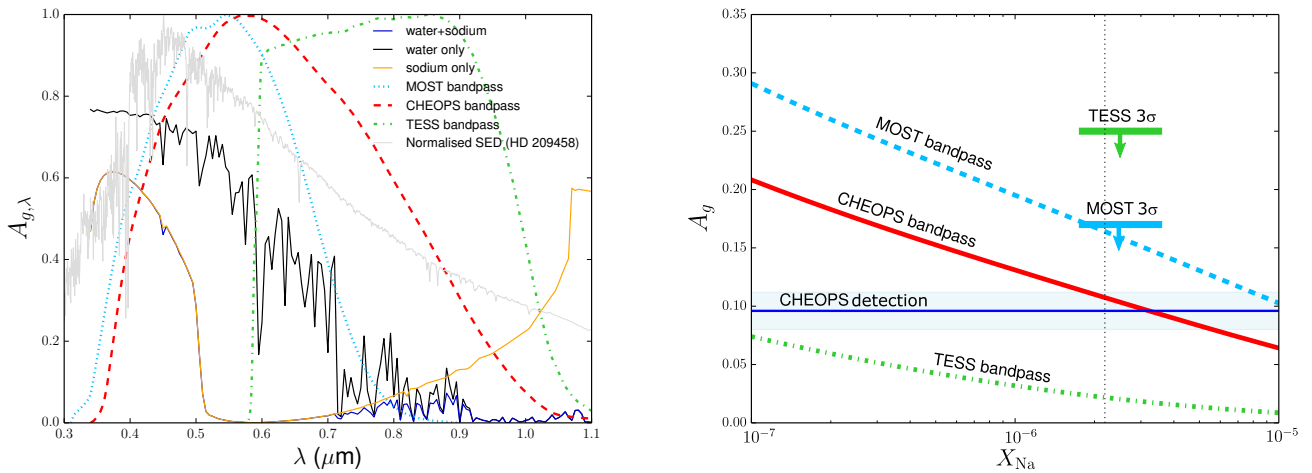 1.0
0.8
0.6
0.4
0.2
0.0
A_{g,λ}
0.3 0.4 0.5 0.6 0.7 0.8 0.9 1.0 1.1
λ (μm)
water+sodium
water only
sodium only
MOST bandpass
CHEOPS bandpass
TESS bandpass
Normalised SED (HD 209458)
0.35
0.30
0.25
0.20
0.15
0.10
0.05
0.00
A_g
MOST bandpass
TESS 3σ
CHEOPS bandpass
MOST 3σ
CHEOPS detection
TESS bandpass
10⁻⁷ 10⁻⁶ 10⁻⁵
X_{Na}